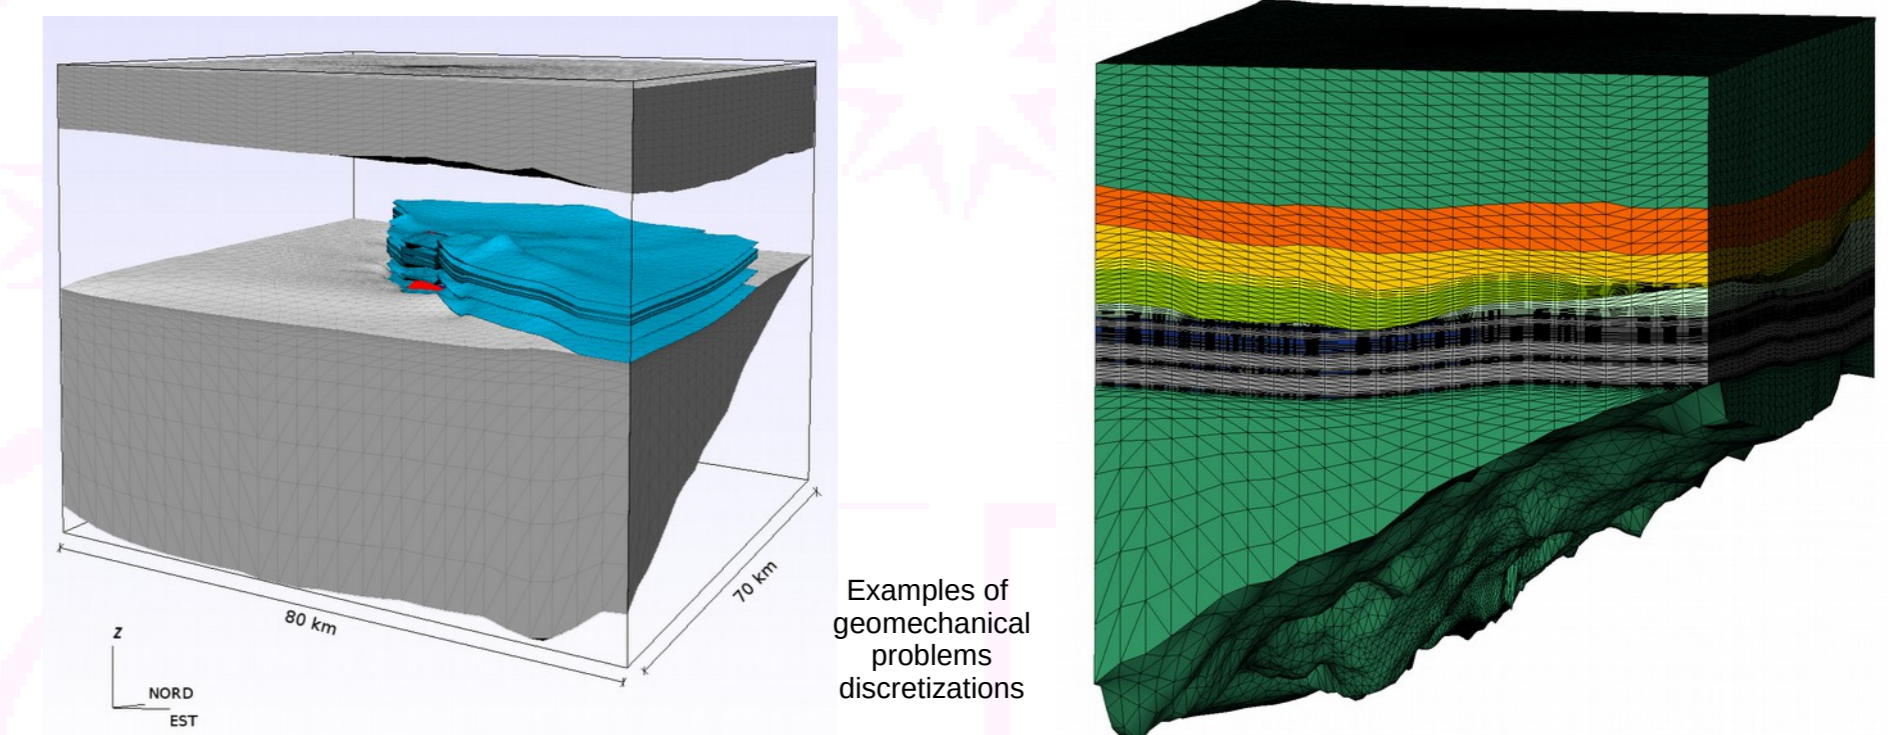 80 km
70 km
z
NORD
EST
Examples of
geomechanical
problems
discretizations